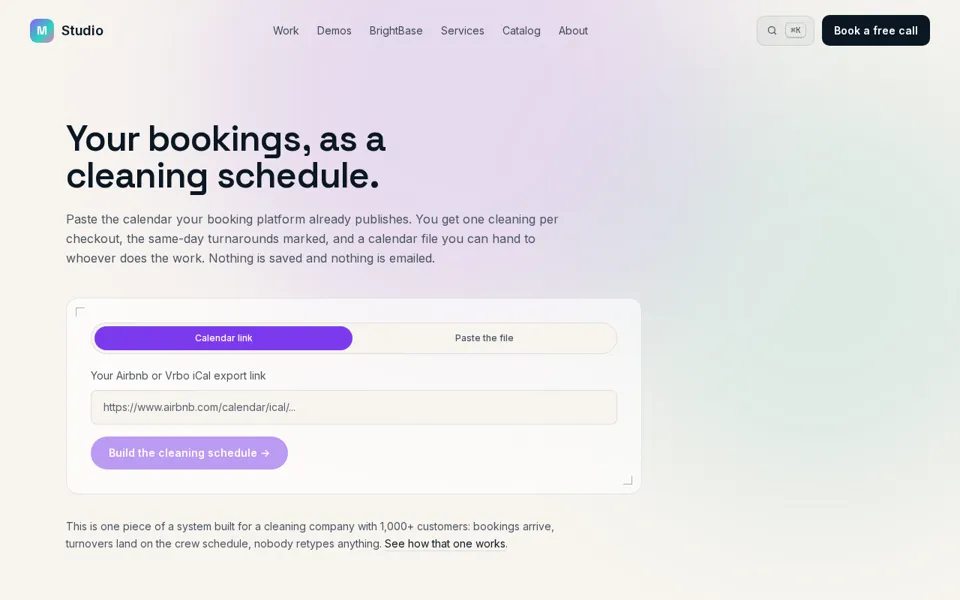 M Studio
Work Demos BrightBase Services Catalog About
⌘K
Book a free call
Your bookings, as a
cleaning schedule.
Paste the calendar your booking platform already publishes. You get one cleaning per
checkout, the same-day turnarounds marked, and a calendar file you can hand to
whoever does the work. Nothing is saved and nothing is emailed.
Calendar link
Paste the file
Your Airbnb or Vrbo iCal export link
https://www.airbnb.com/calendar/ical/...
Build the cleaning schedule →
This is one piece of a system built for a cleaning company with 1,000+ customers: bookings arrive,
turnovers land on the crew schedule, nobody retypes anything. See how that one works.